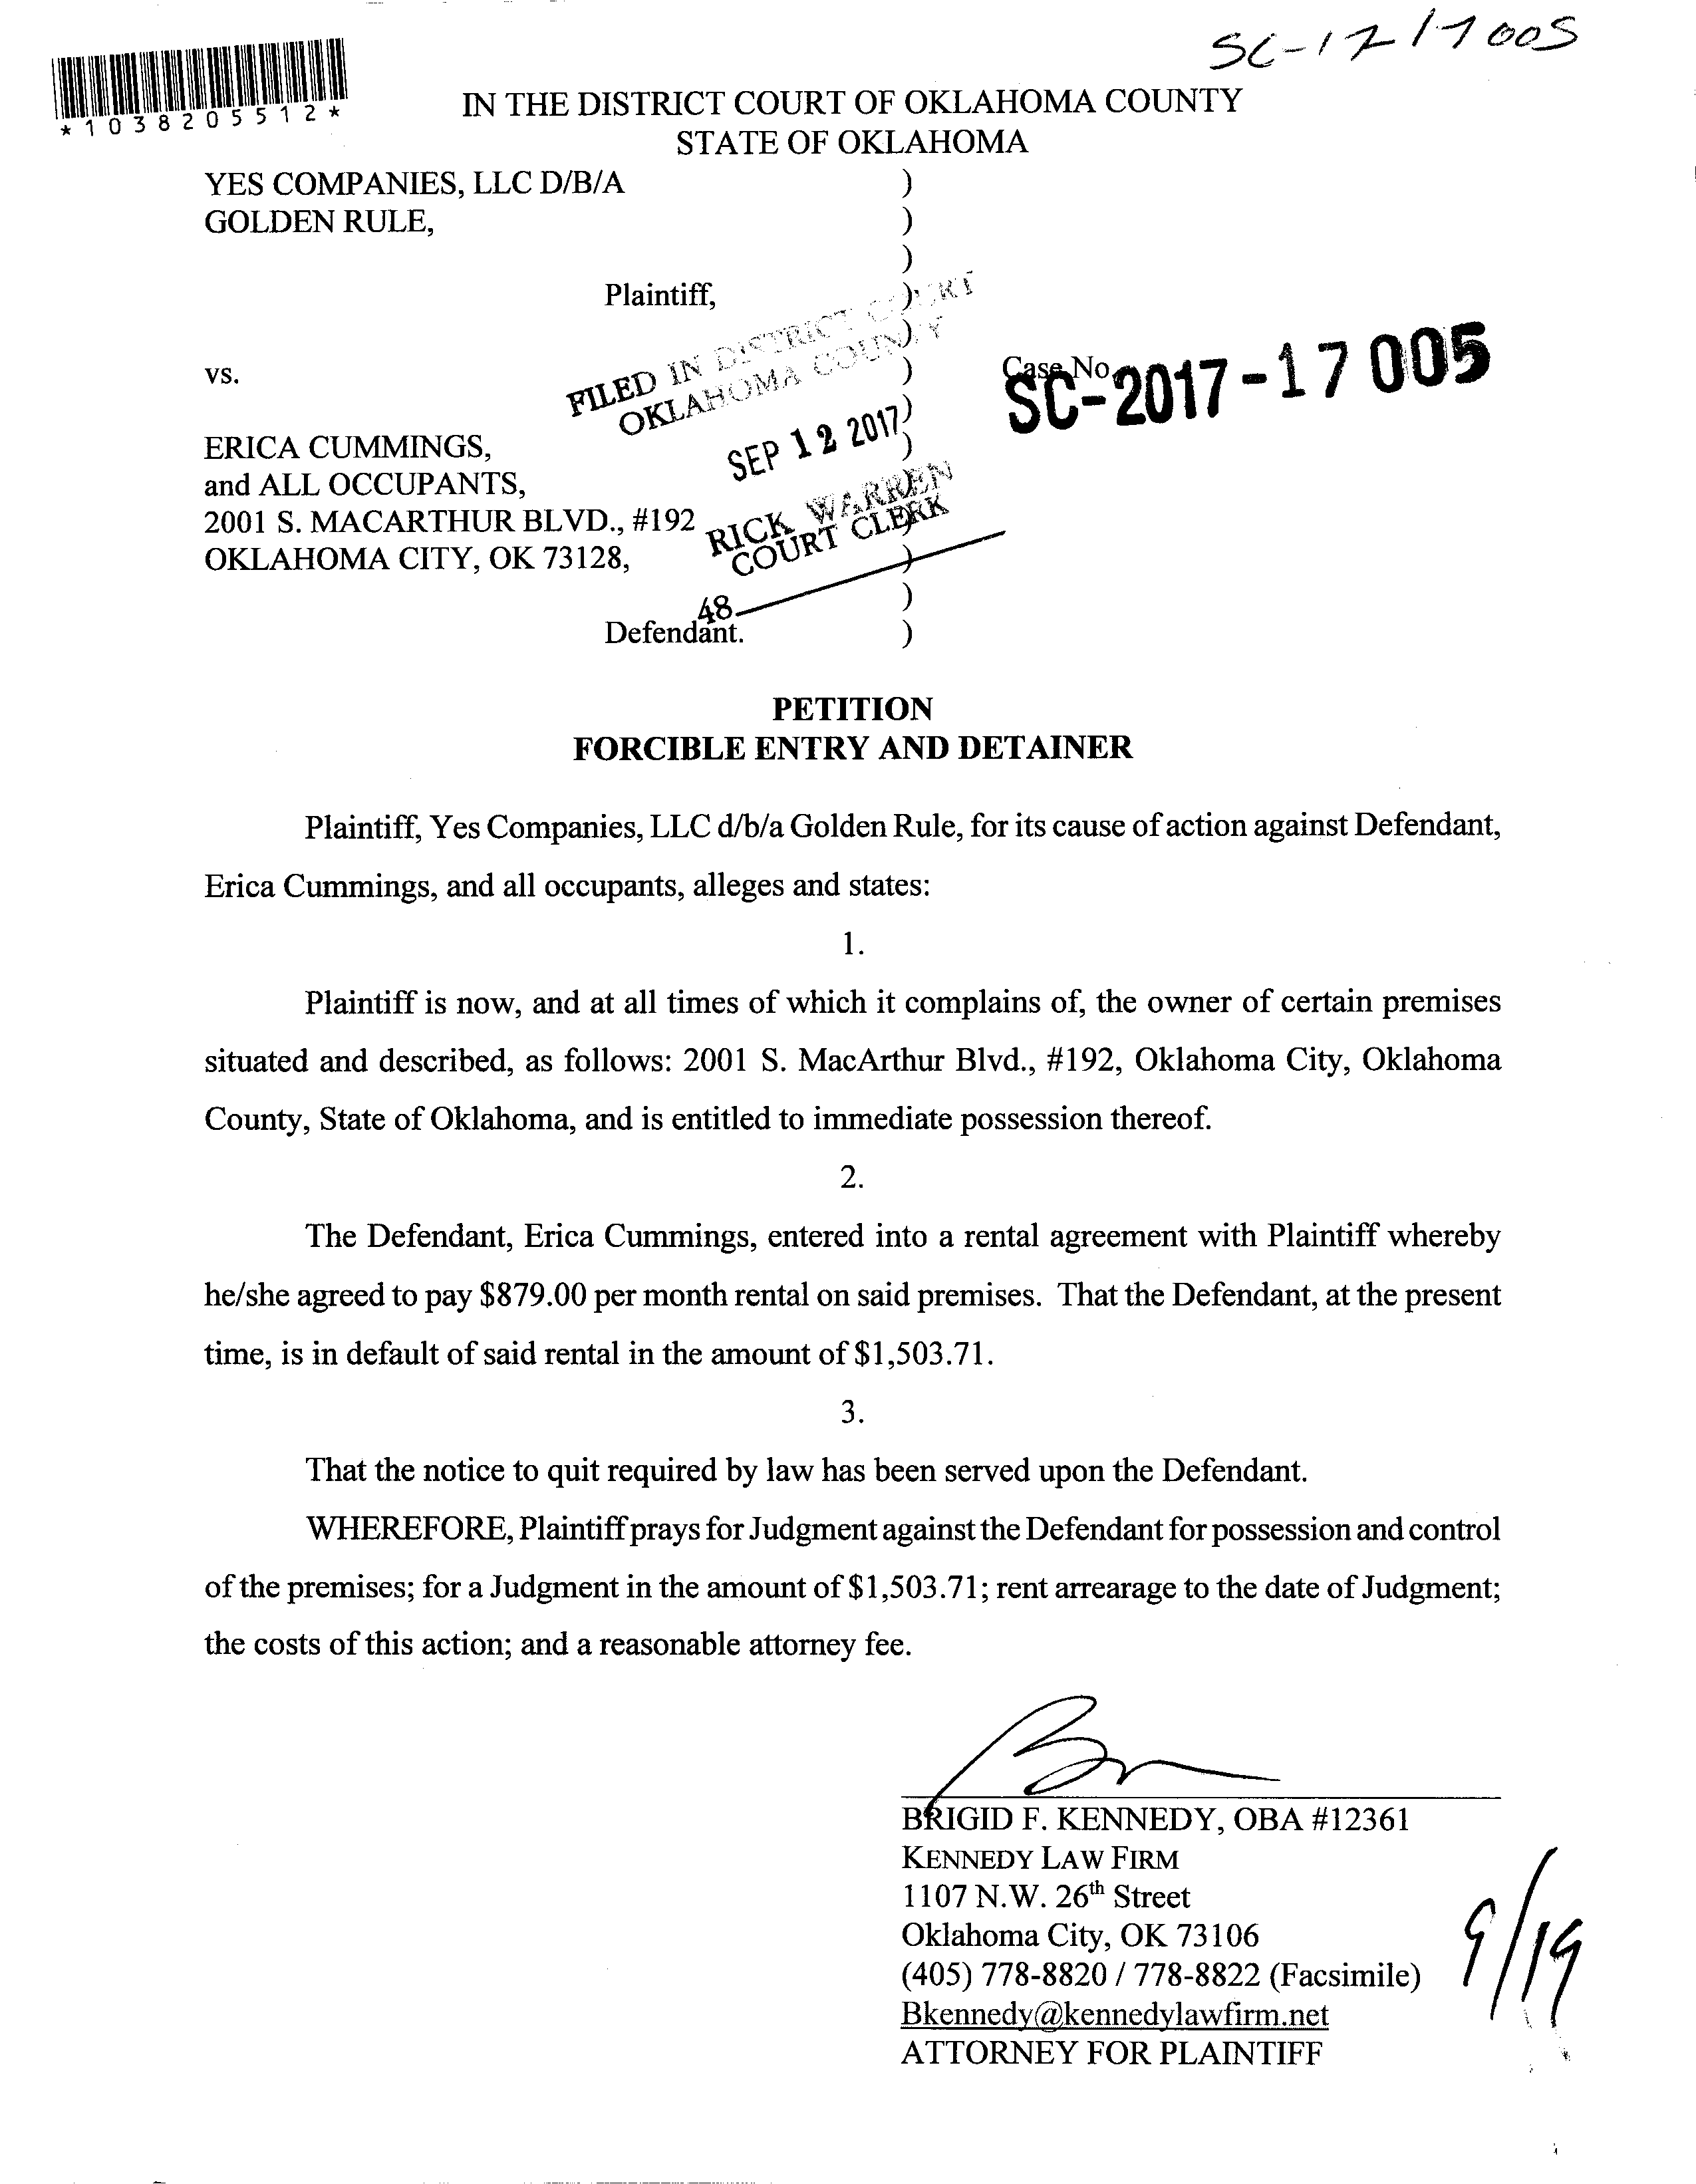 SC-17 17005
*1038205512*
IN THE DISTRICT COURT OF OKLAHOMA COUNTY
STATE OF OKLAHOMA
YES COMPANIES, LLC D/B/A )
GOLDEN RULE, )
)
Plaintiff, )
)
vs. ) Case No.
SC-2017-17005
FILED IN DISTRICT COURT
OKLAHOMA COUNTY
SEP 12 2017
RICK WARREN
COURT CLERK
48
ERICA CUMMINGS, )
and ALL OCCUPANTS, )
2001 S. MACARTHUR BLVD., #192 )
OKLAHOMA CITY, OK 73128, )
)
Defendant. )
PETITION
FORCIBLE ENTRY AND DETAINER
Plaintiff, Yes Companies, LLC d/b/a Golden Rule, for its cause of action against Defendant,
Erica Cummings, and all occupants, alleges and states:
1.
Plaintiff is now, and at all times of which it complains of, the owner of certain premises
situated and described, as follows: 2001 S. MacArthur Blvd., #192, Oklahoma City, Oklahoma
County, State of Oklahoma, and is entitled to immediate possession thereof.
2.
The Defendant, Erica Cummings, entered into a rental agreement with Plaintiff whereby
he/she agreed to pay $879.00 per month rental on said premises. That the Defendant, at the present
time, is in default of said rental in the amount of $1,503.71.
3.
That the notice to quit required by law has been served upon the Defendant.
WHEREFORE, Plaintiff prays for Judgment against the Defendant for possession and control
of the premises; for a Judgment in the amount of $1,503.71; rent arrearage to the date of Judgment;
the costs of this action; and a reasonable attorney fee.
BRIGID F. KENNEDY, OBA #12361
KENNEDY LAW FIRM
1107 N.W. 26th Street
Oklahoma City, OK 73106
(405) 778-8820 / 778-8822 (Facsimile)
Bkennedy@kennedylawfirm.net
ATTORNEY FOR PLAINTIFF
9/19